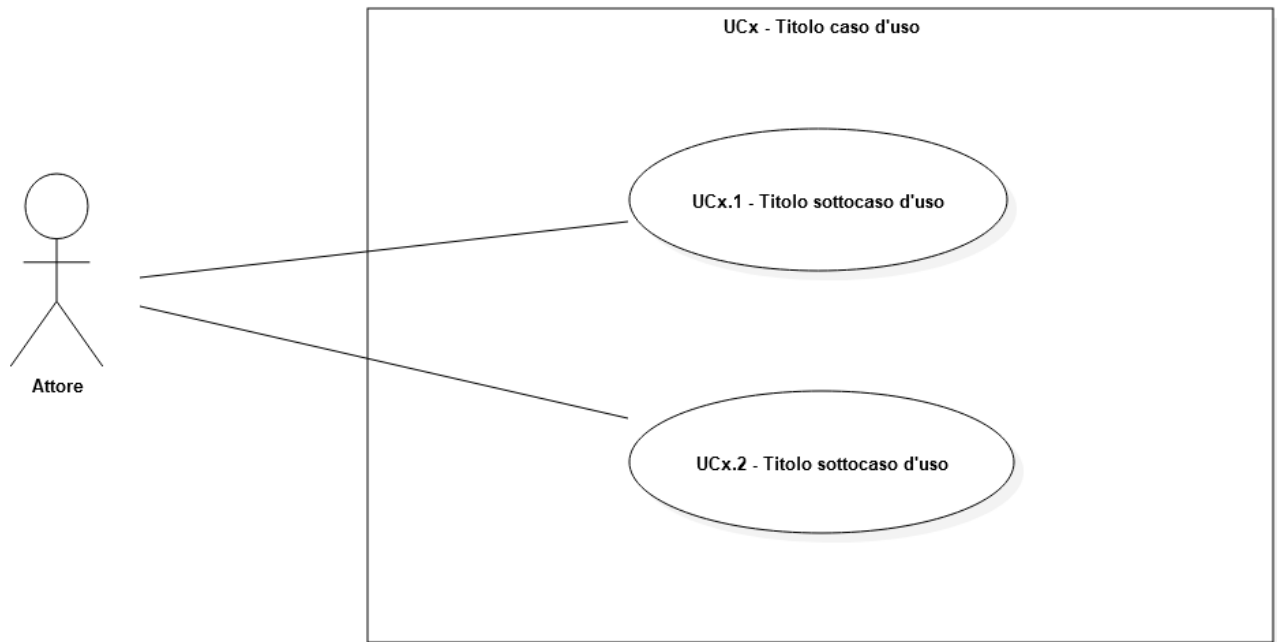 UCx - Titolo caso d'uso
UCx.1 - Titolo sottocaso d'uso
Attore
UCx.2 - Titolo sottocaso d'uso